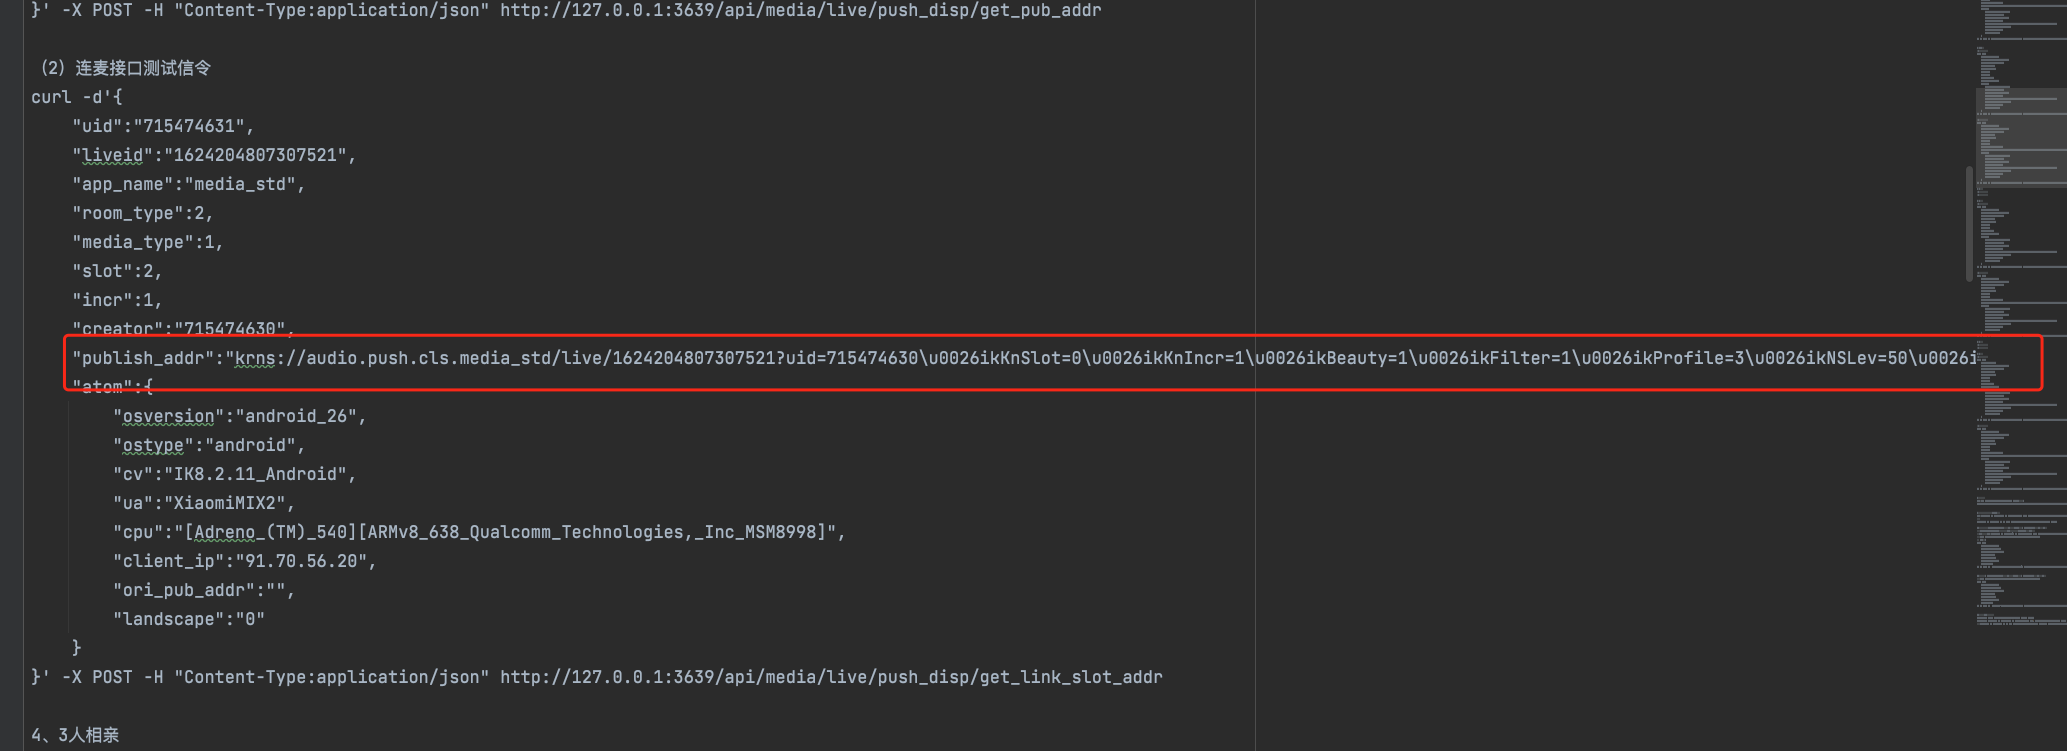 }' -X POST -H "Content-Type:application/json" http://127.0.0.1:3639/api/media/live/push_disp/get_pub_addr
（2）连麦接口测试信令
curl -d'{
"uid":"715474631",
"liveid":"1624204807307521",
"app_name":"media_std",
"room_type":2,
"media_type":1,
"slot":2,
"incr":1,
"creator":"715474630",
"publish_addr":"krns://audio.push.cls.media_std/live/1624204807307521?uid=715474630\u0026ikKnSlot=0\u0026ikKnIncr=1\u0026ikBeauty=1\u0026ikFilter=1\u0026ikProfile=3\u0026ikNSLev=50\u0026i
"atom":{
"osversion":"android_26",
"ostype":"android",
"cv":"IK8.2.11_Android",
"ua":"XiaomiMIX2",
"cpu":"[Adreno_(TM)_540][ARMv8_638_Qualcomm_Technologies,_Inc_MSM8998]",
"client_ip":"91.70.56.20",
"ori_pub_addr":"",
"landscape":"0"
}
}' -X POST -H "Content-Type:application/json" http://127.0.0.1:3639/api/media/live/push_disp/get_link_slot_addr
4、3人相亲